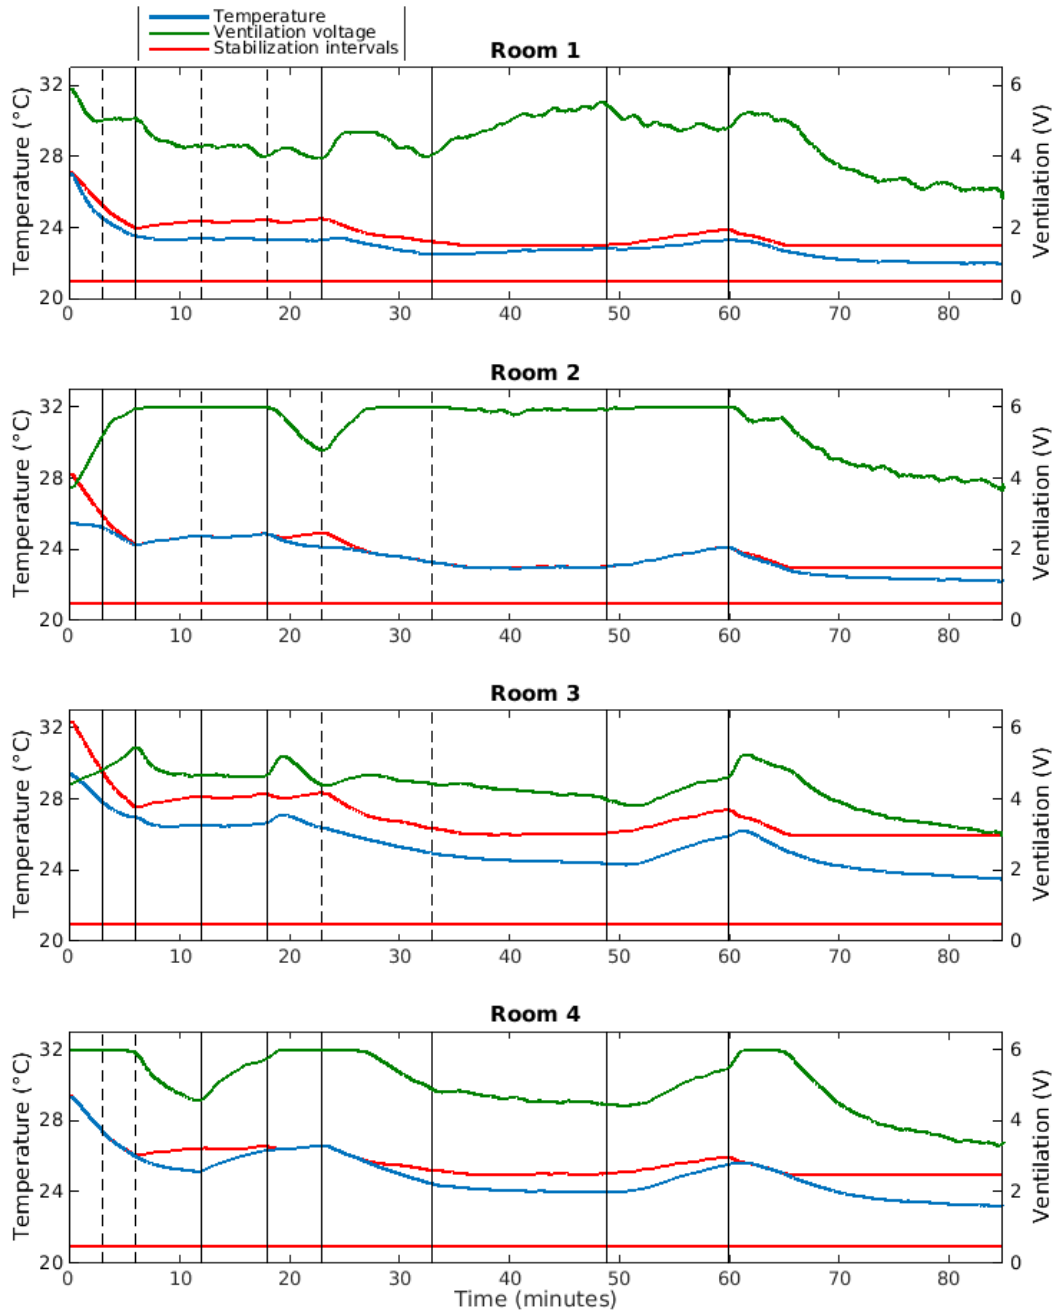 Temperature
Ventilation voltage
Stabilization intervals
Room 1
Temperature (°C)
32
28
24
20
6
4
2
0
Ventilation (V)
0 10 20 30 40 50 60 70 80
Room 2
Temperature (°C)
32
28
24
20
6
4
2
0
Ventilation (V)
0 10 20 30 40 50 60 70 80
Room 3
Temperature (°C)
32
28
24
20
6
4
2
0
Ventilation (V)
0 10 20 30 40 50 60 70 80
Room 4
Temperature (°C)
32
28
24
20
6
4
2
0
Ventilation (V)
0 10 20 30 40 50 60 70 80
Time (minutes)